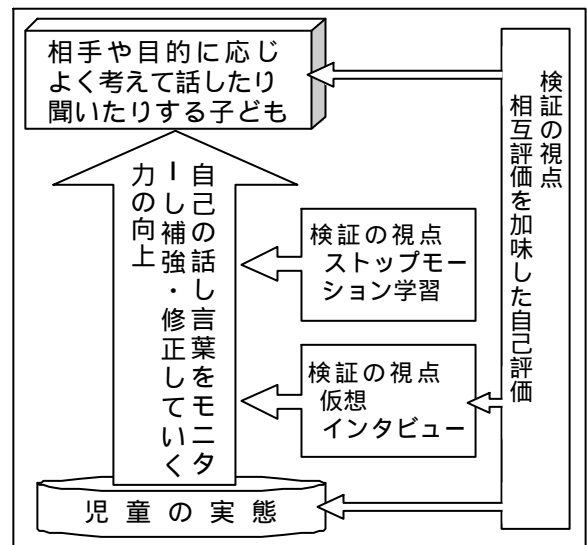 相手や目的に応じ
よく考えて話したり
聞いたりする子ども
検証の視点
相互評価を加味した自己評価
自己の話し言葉をモニタ
ーし補強・修正していく
力の向上
検証の視点
ストップモー
ション学習
検証の視点
仮想
インタビュー
児童の実態